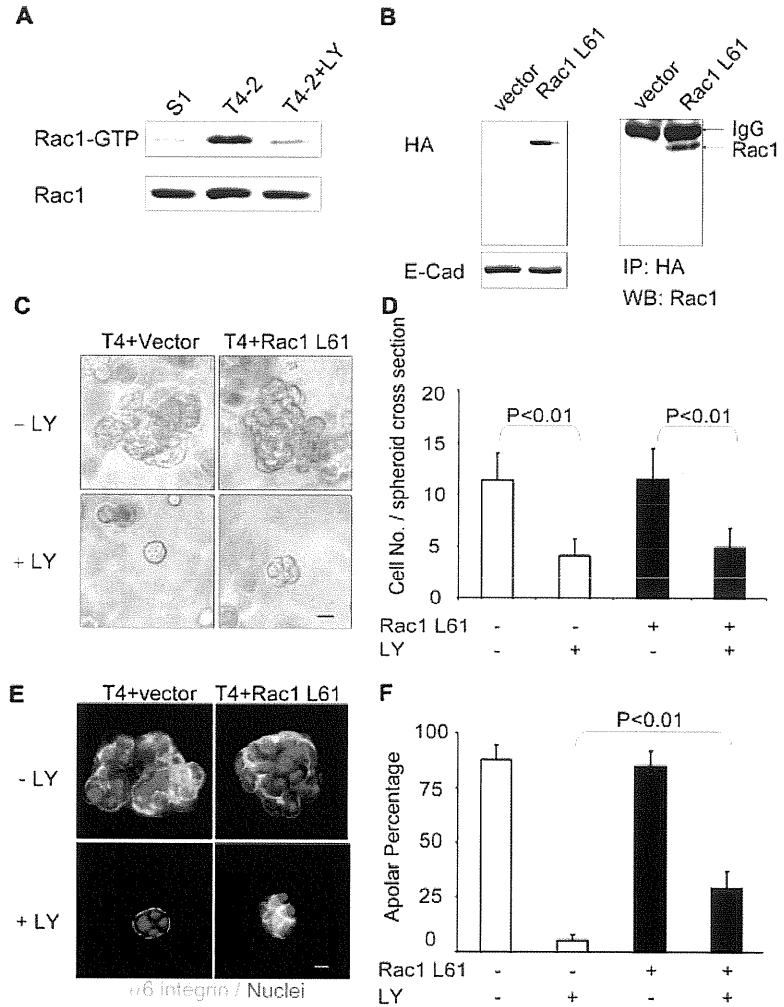 A
S1 T4-2 T4-2+LY
Rac1-GTP
Rac1
B
vector Rac1 L61
HA
E-Cad
vector Rac1 L61
IgG
Rac1
IP: HA
WB: Rac1
C
T4+Vector T4+Rac1 L61
– LY
+ LY
D
Cell No. / spheroid cross section
20
15
10
5
0
P<0.01 P<0.01
Rac1 L61 - - + +
LY - + - +
E
T4+vector T4+Rac1 L61
- LY
+ LY
α6 integrin / Nuclei
F
Apolar Percentage
100
75
50
25
0
P<0.01
Rac1 L61 - - + +
LY - + - +